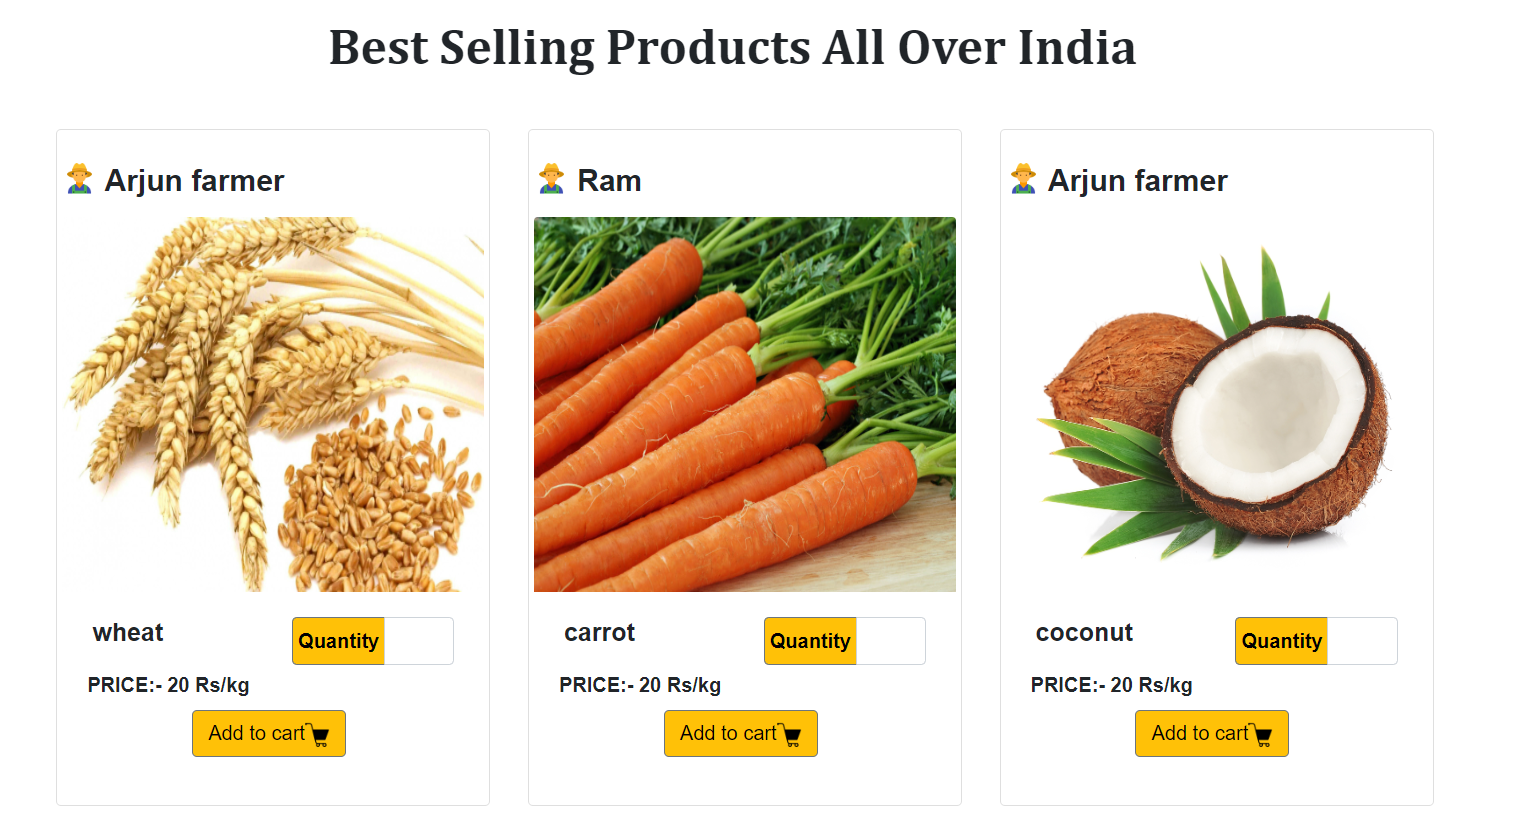 Best Selling Products All Over India
Arjun farmer
wheat
Quantity
PRICE:- 20 Rs/kg
Add to cart
Ram
carrot
Quantity
PRICE:- 20 Rs/kg
Add to cart
Arjun farmer
coconut
Quantity
PRICE:- 20 Rs/kg
Add to cart